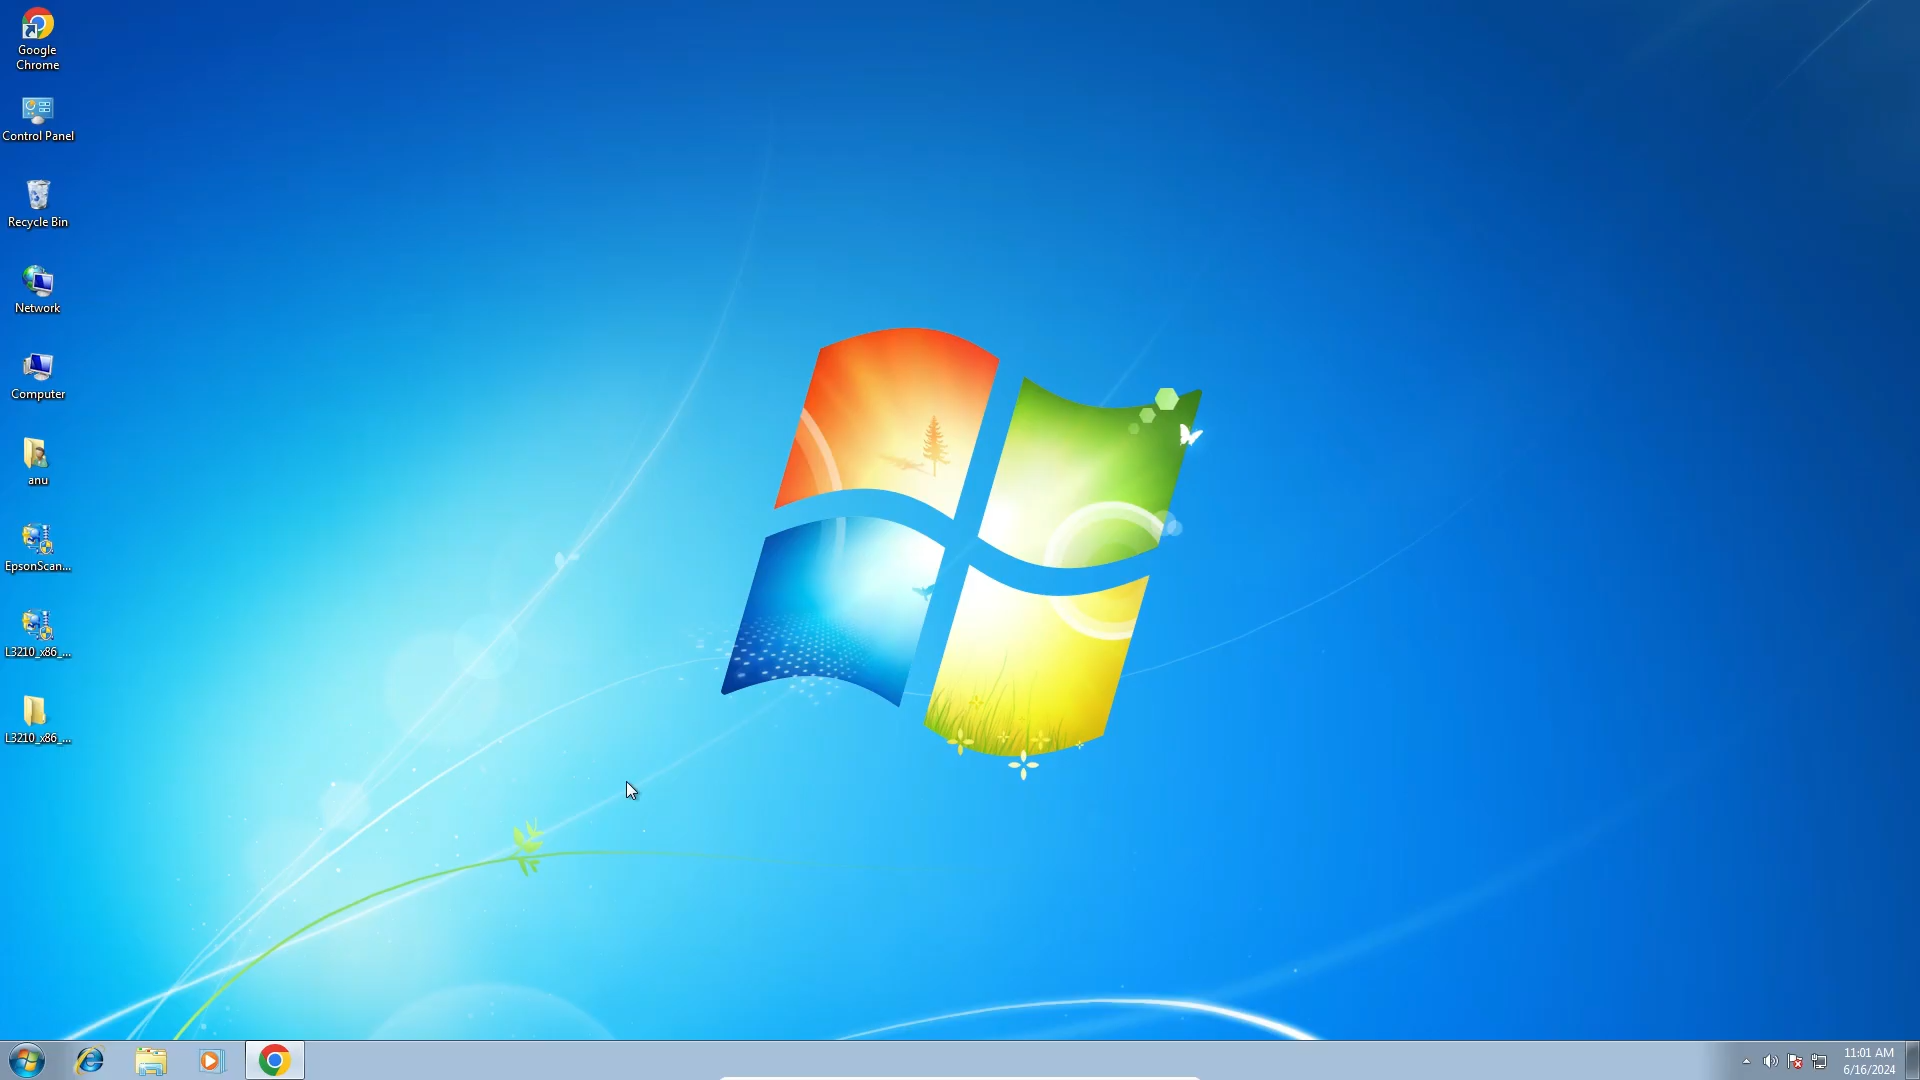 Google
Chrome
Control Panel
Recycle Bin
Network
Computer
anu
EpsonScan...
L3210_x86_...
L3210_x86_...
11:01 AM
6/16/2024